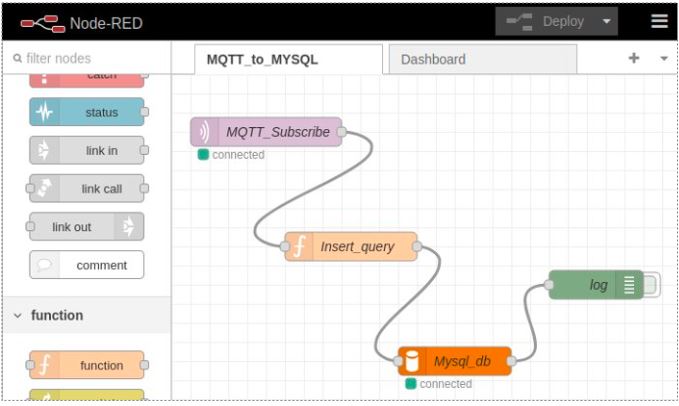 Node-RED
Deploy
filter nodes
MQTT_to_MYSQL
Dashboard
catch
status
link in
link call
link out
comment
function
function
MQTT_Subscribe
connected
Insert_query
log
Mysql_db
connected